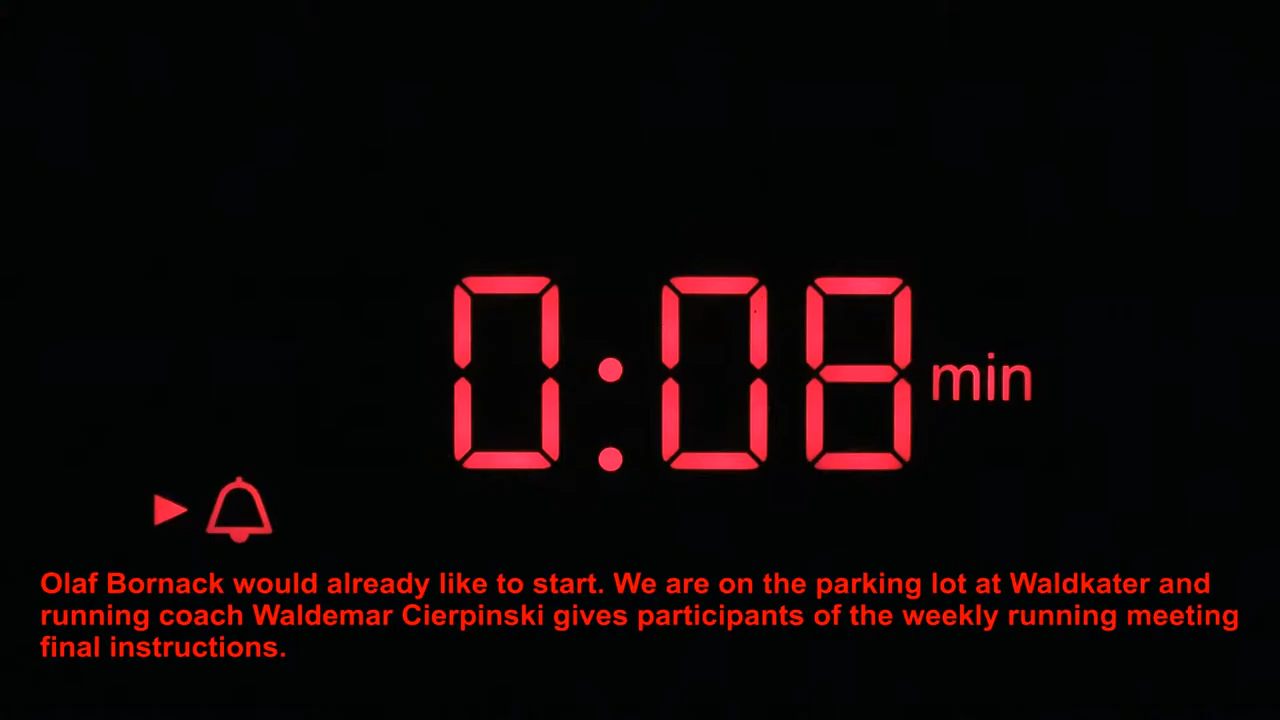 0:08 min
Olaf Bornack would already like to start. We are on the parking lot at Waldkater and
running coach Waldemar Cierpinski gives participants of the weekly running meeting
final instructions.